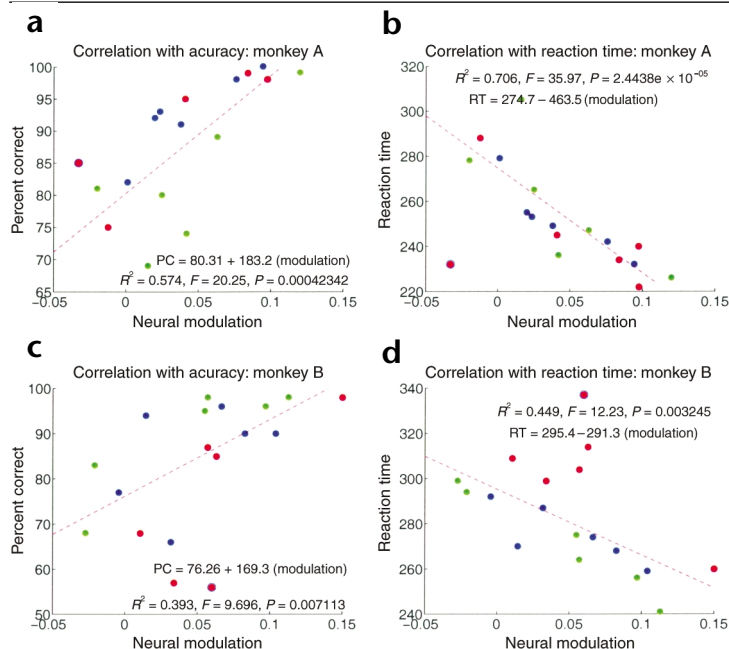 a
Correlation with acuracy: monkey A
100
95
90
85
80
75
70
65
Percent correct
PC = 80.31 + 183.2 (modulation)
R² = 0.574, F = 20.25, P = 0.00042342
−0.05
0
0.05
0.10
0.15
Neural modulation
b
Correlation with reaction time: monkey A
320
300
280
260
240
220
Reaction time
R² = 0.706, F = 35.97, P = 2.4438e × 10⁻⁰⁵
RT = 274.7 − 463.5 (modulation)
−0.05
0
0.05
0.10
0.15
Neural modulation
c
Correlation with acuracy: monkey B
100
90
80
70
60
50
Percent correct
PC = 76.26 + 169.3 (modulation)
R² = 0.393, F = 9.696, P = 0.007113
−0.05
0
0.05
0.10
0.15
Neural modulation
d
Correlation with reaction time: monkey B
340
320
300
280
260
240
Reaction time
R² = 0.449, F = 12.23, P = 0.003245
RT = 295.4 − 291.3 (modulation)
−0.05
0
0.05
0.10
0.15
Neural modulation